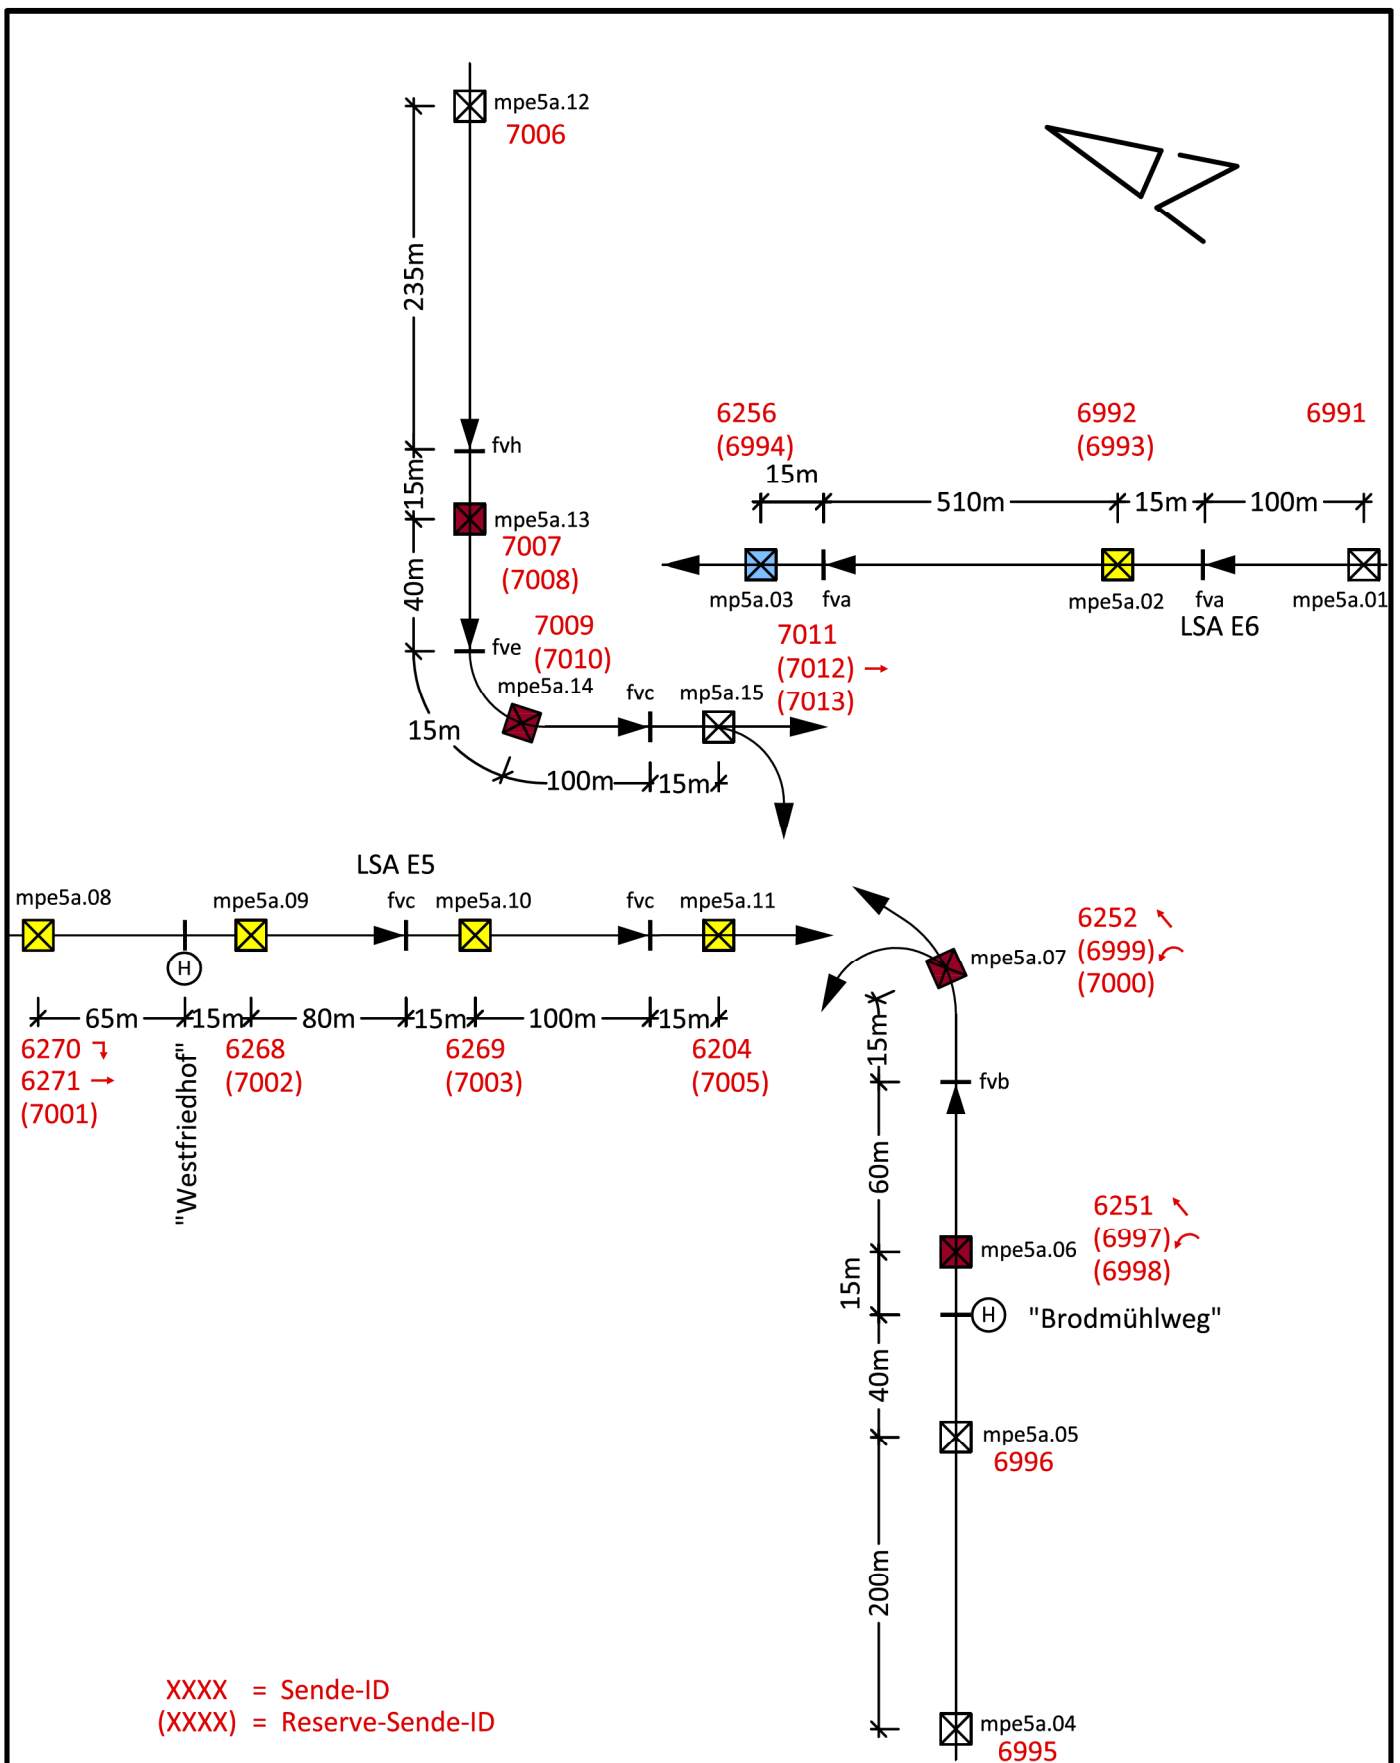 mpe5a.12
7006
235m
fvh
15m
mpe5a.13
7007
(7008)
40m
fve
7009
(7010)
mpe5a.14
15m
100m
fvc
15m
mp5a.15
7011
(7012) →
(7013)
6256
(6994)
6992
(6993)
6991
15m
510m
15m
100m
mp5a.03
fva
mpe5a.02
fva
mpe5a.01
LSA E6
LSA E5
mpe5a.08
mpe5a.09
fvc
mpe5a.10
fvc
mpe5a.11
H
65m
15m
80m
15m
100m
15m
6270
6271 →
(7001)
"Westfriedhof"
6268
(7002)
6269
(7003)
6204
(7005)
mpe5a.07
6252
(6999)
(7000)
15m
fvb
60m
6251
(6997)
(6998)
mpe5a.06
15m
H
"Brodmühlweg"
40m
mpe5a.05
6996
200m
mpe5a.04
6995
XXXX = Sende-ID
(XXXX) = Reserve-Sende-ID